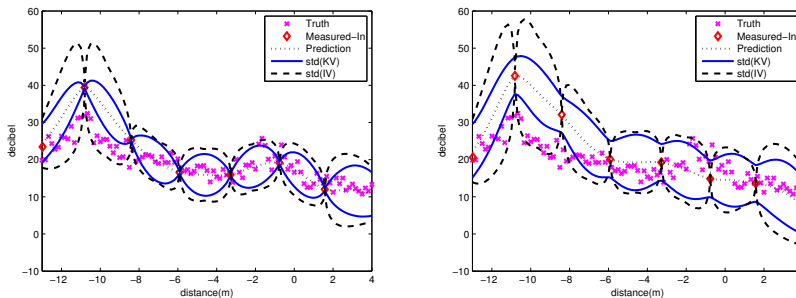 60
50
40
30
20
10
0
−10
decibel
−12 −10 −8 −6 −4 −2 0 2 4
distance(m)
Truth
Measured−In
Prediction
std(KV)
std(IV)
60
50
40
30
20
10
0
−10
decibel
−12 −10 −8 −6 −4 −2 0 2
distance(m)
Truth
Measured−In
Prediction
std(KV)
std(IV)